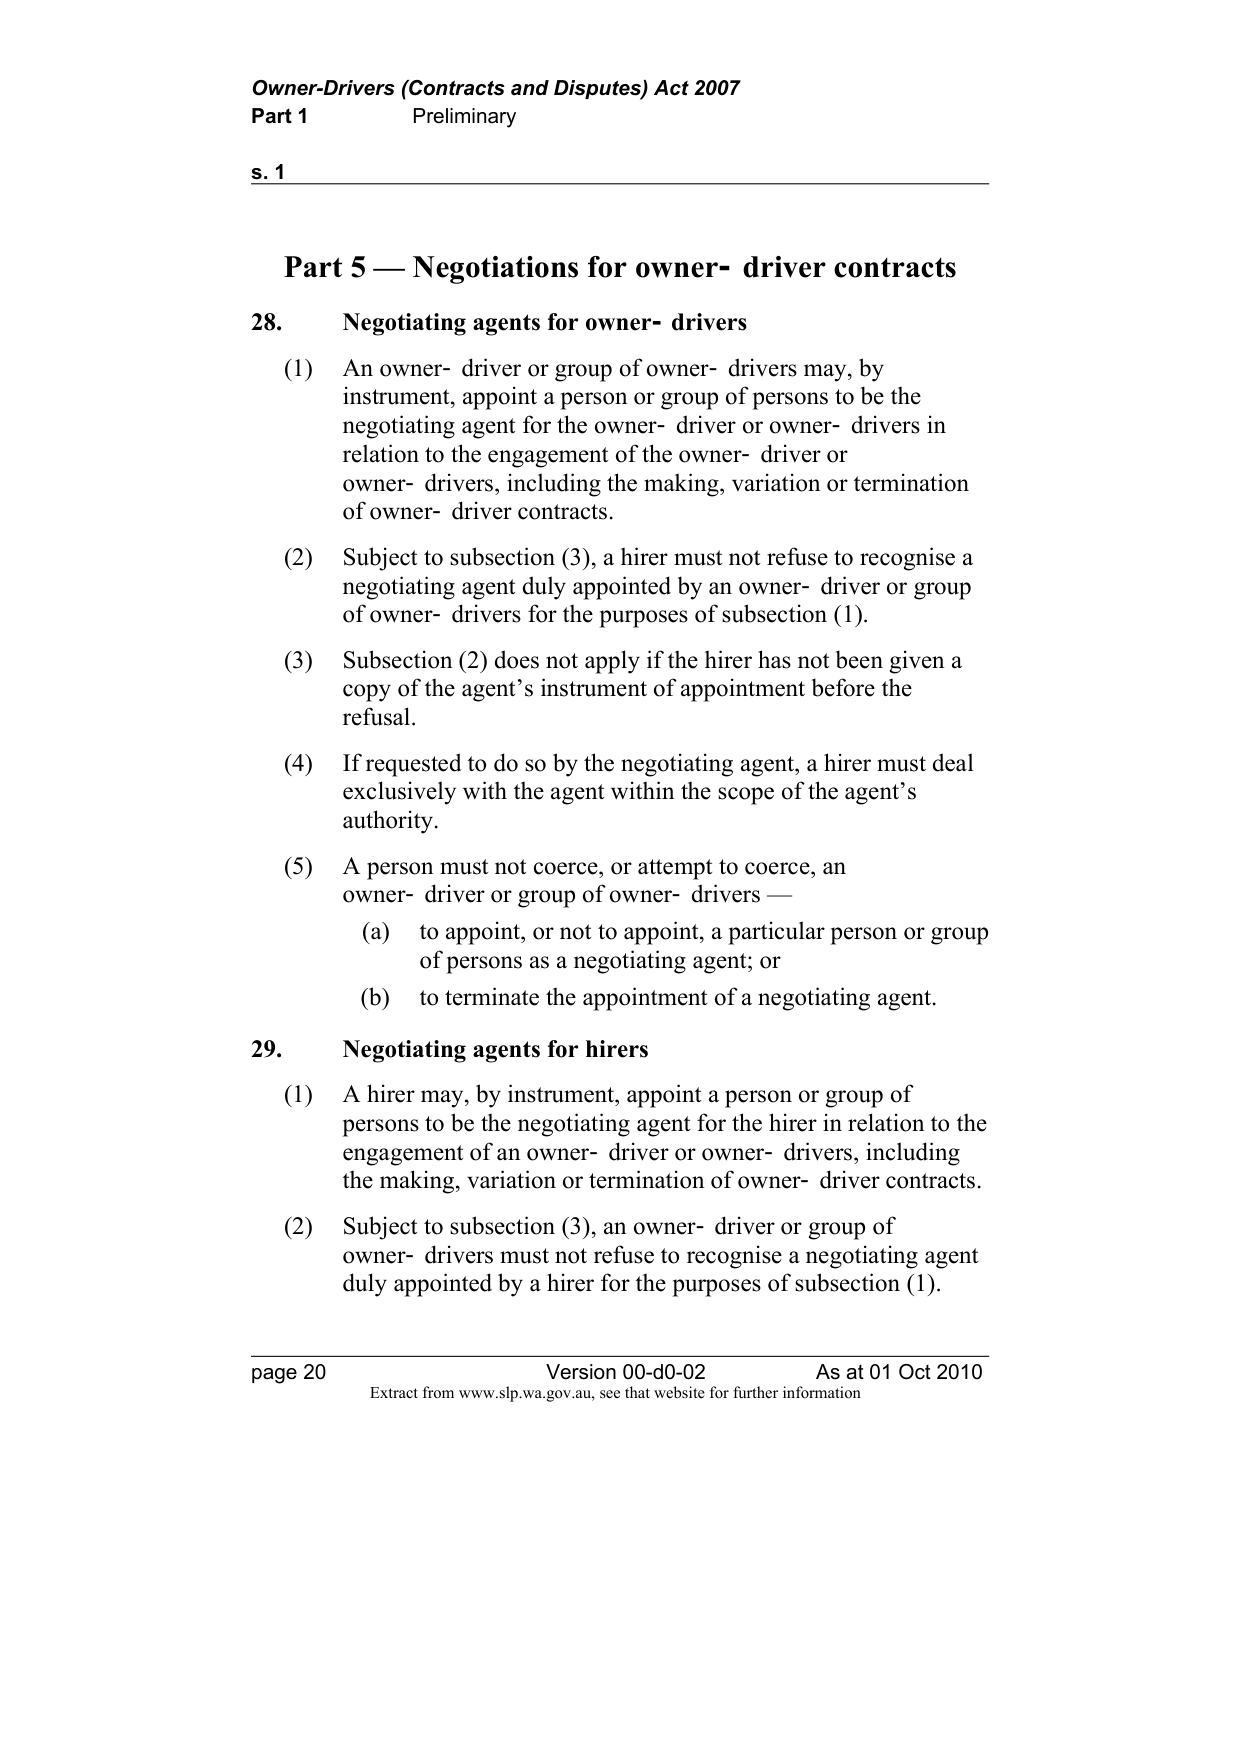 Owner-Drivers (Contracts and Disputes) Act 2007
Part 1 Preliminary
s. 1
Part 5 — Negotiations for owner- driver contracts
28. Negotiating agents for owner- drivers
(1) An owner- driver or group of owner- drivers may, by
instrument, appoint a person or group of persons to be the
negotiating agent for the owner- driver or owner- drivers in
relation to the engagement of the owner- driver or
owner- drivers, including the making, variation or termination
of owner- driver contracts.
(2) Subject to subsection (3), a hirer must not refuse to recognise a
negotiating agent duly appointed by an owner- driver or group
of owner- drivers for the purposes of subsection (1).
(3) Subsection (2) does not apply if the hirer has not been given a
copy of the agent’s instrument of appointment before the
refusal.
(4) If requested to do so by the negotiating agent, a hirer must deal
exclusively with the agent within the scope of the agent’s
authority.
(5) A person must not coerce, or attempt to coerce, an
owner- driver or group of owner- drivers —
(a) to appoint, or not to appoint, a particular person or group
of persons as a negotiating agent; or
(b) to terminate the appointment of a negotiating agent.
29. Negotiating agents for hirers
(1) A hirer may, by instrument, appoint a person or group of
persons to be the negotiating agent for the hirer in relation to the
engagement of an owner- driver or owner- drivers, including
the making, variation or termination of owner- driver contracts.
(2) Subject to subsection (3), an owner- driver or group of
owner- drivers must not refuse to recognise a negotiating agent
duly appointed by a hirer for the purposes of subsection (1).
page 20 Version 00-d0-02 As at 01 Oct 2010
Extract from www.slp.wa.gov.au, see that website for further information